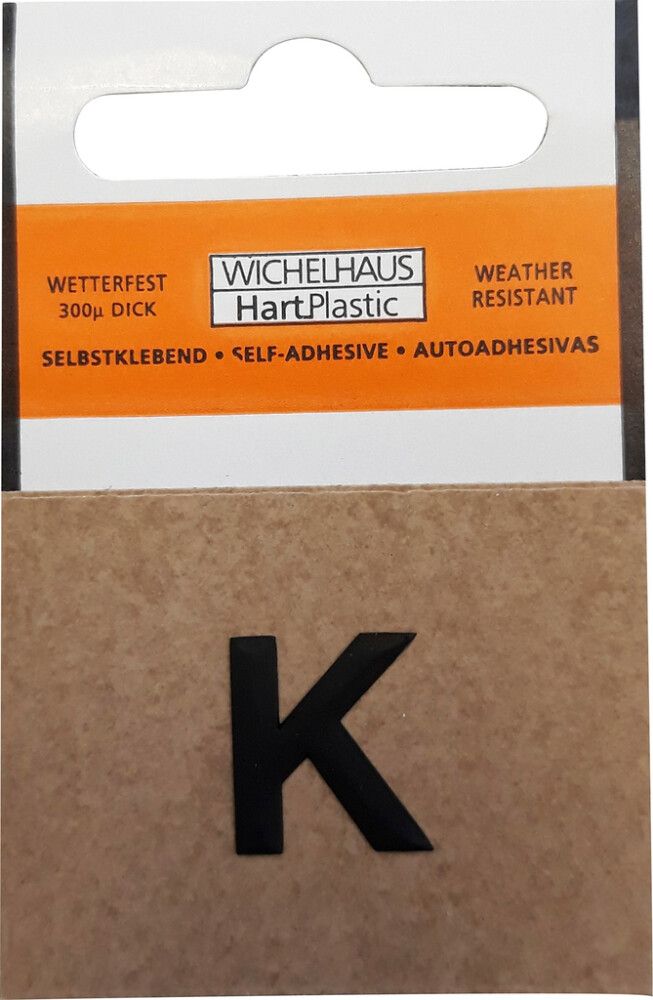 WETTERFEST
300µ DICK
WICHELHAUS
HartPlastic
WEATHER
RESISTANT
SELBSTKLEBEND • SELF-ADHESIVE • AUTOADHESIVAS
K